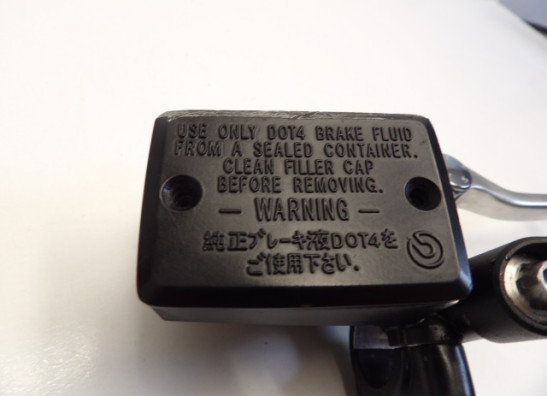 USE ONLY DOT4 BRAKE FLUID
FROM A SEALED CONTAINER.
CLEAN FILLER CAP
BEFORE REMOVING.
— WARNING —
純正ブレーキ液DOT4を
ご使用下さい.